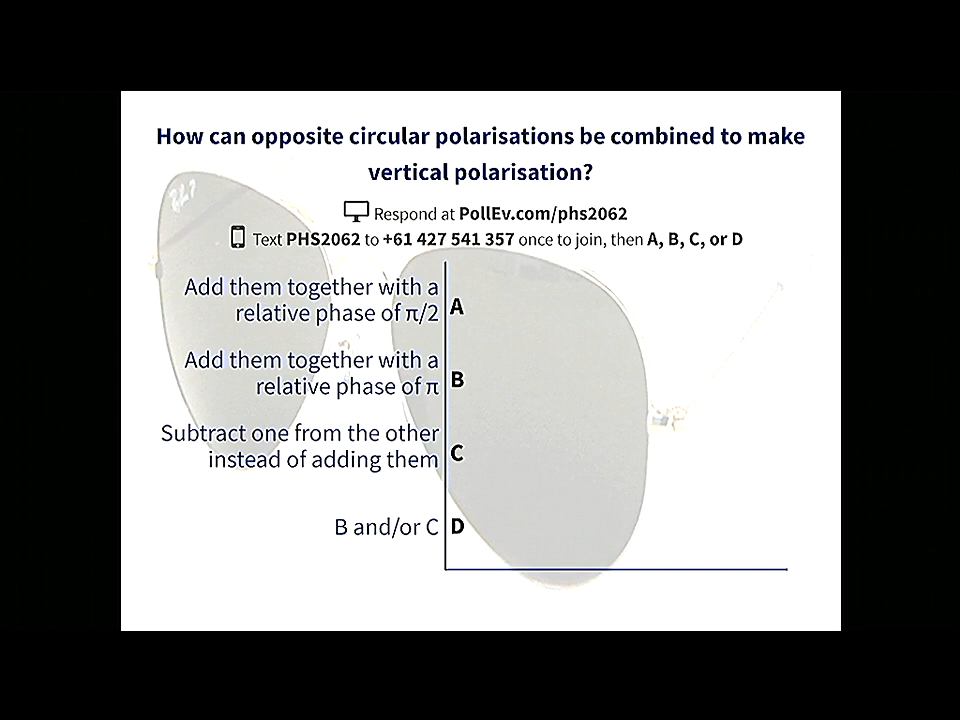 How can opposite circular polarisations be combined to make
vertical polarisation?
Respond at PollEv.com/phs2062
Text PHS2062 to +61 427 541 357 once to join, then A, B, C, or D
Add them together with a
relative phase of π/2
A
Add them together with a
relative phase of π
B
Subtract one from the other
instead of adding them
C
B and/or C
D